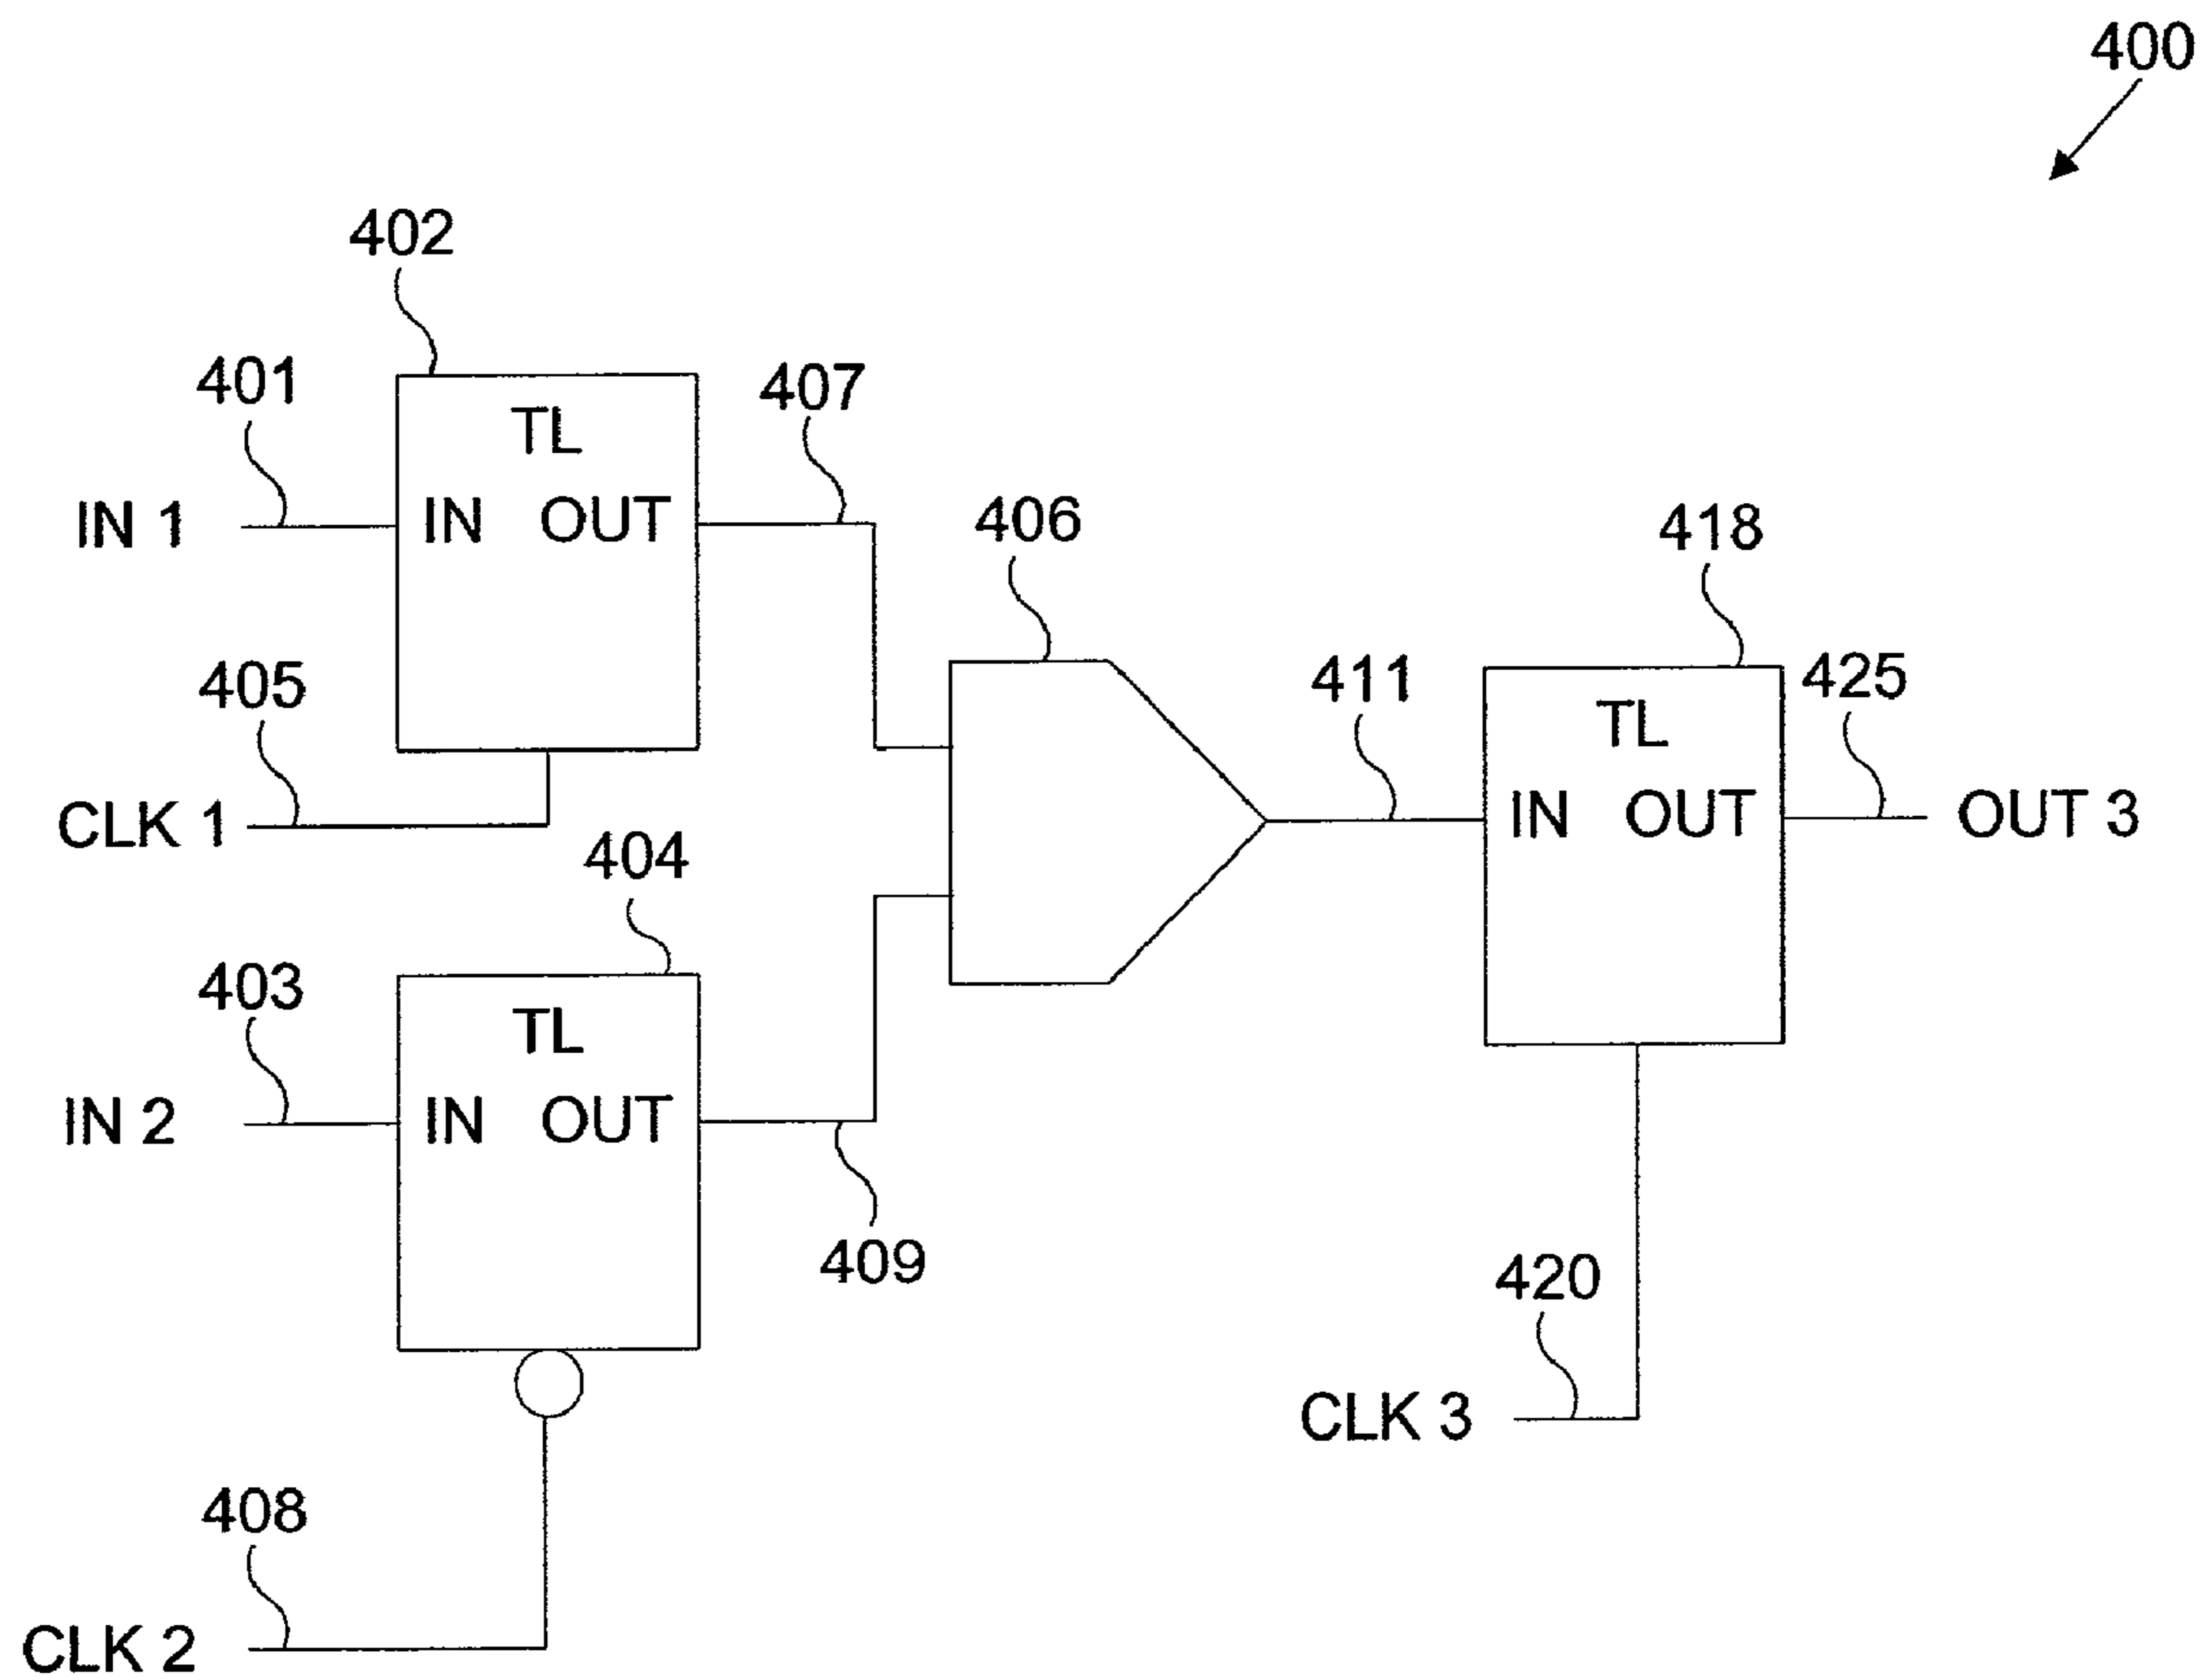 400
402
401
407
TL
IN 1
IN OUT
406
418
405
411
425
CLK 1
TL
IN OUT
OUT 3
404
403
TL
IN 2
IN OUT
409
420
CLK 3
408
CLK 2